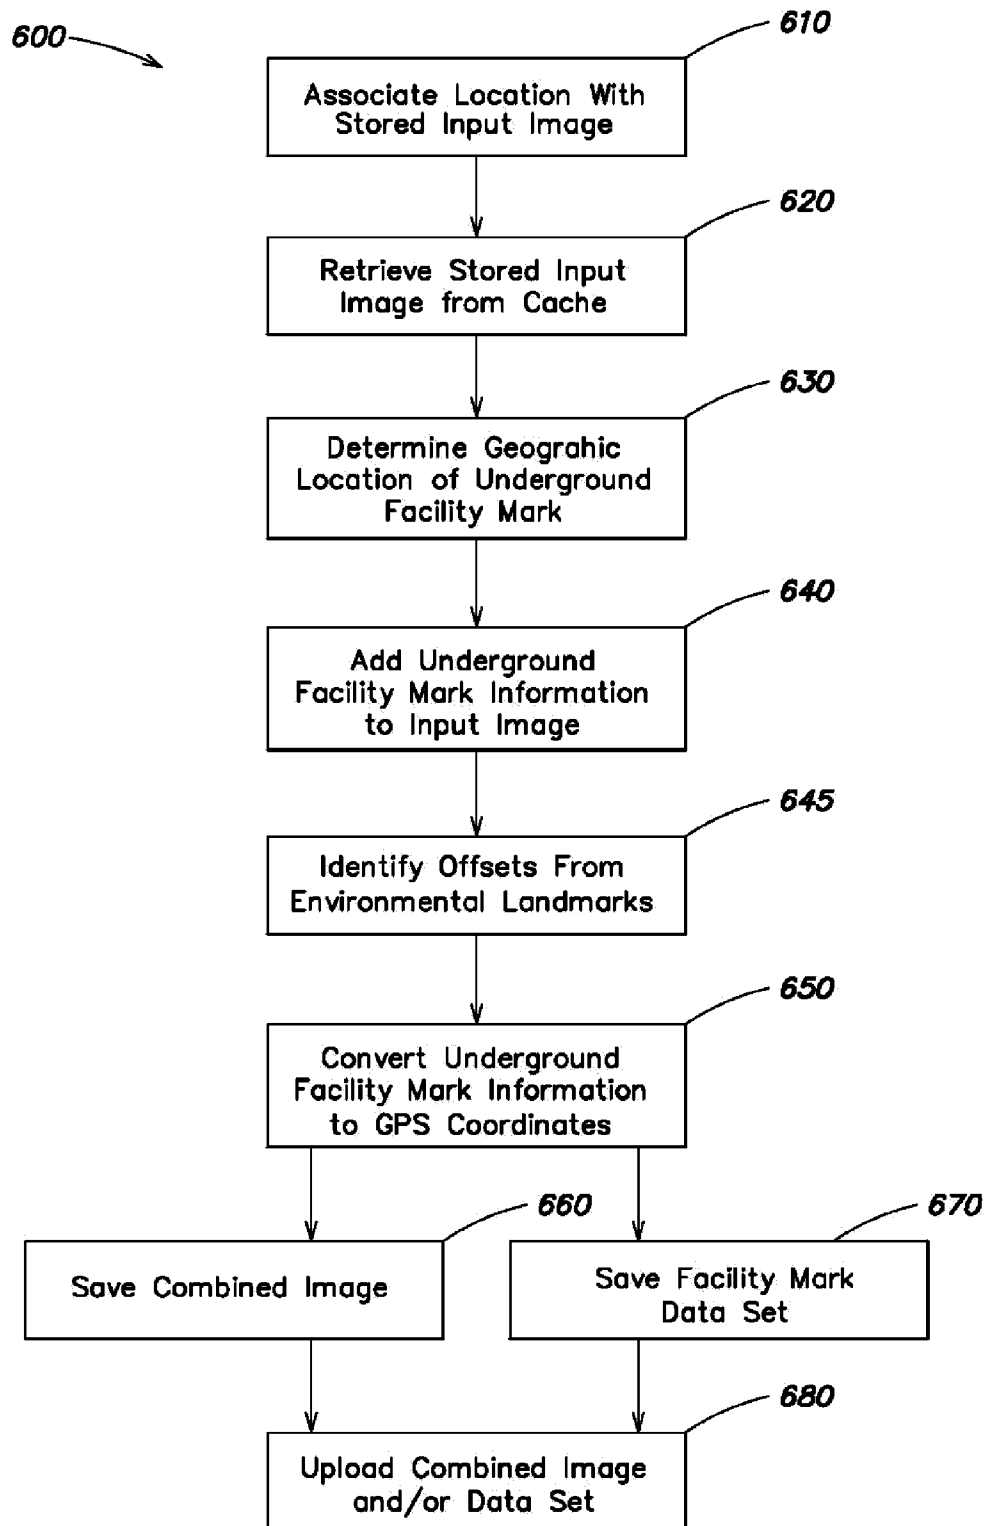 600
610
Associate Location With
Stored Input Image
620
Retrieve Stored Input
Image from Cache
630
Determine Geograhic
Location of Underground
Facility Mark
640
Add Underground
Facility Mark Information
to Input Image
645
Identify Offsets From
Environmental Landmarks
650
Convert Underground
Facility Mark Information
to GPS Coordinates
660
Save Combined Image
670
Save Facility Mark
Data Set
680
Upload Combined Image
and/or Data Set